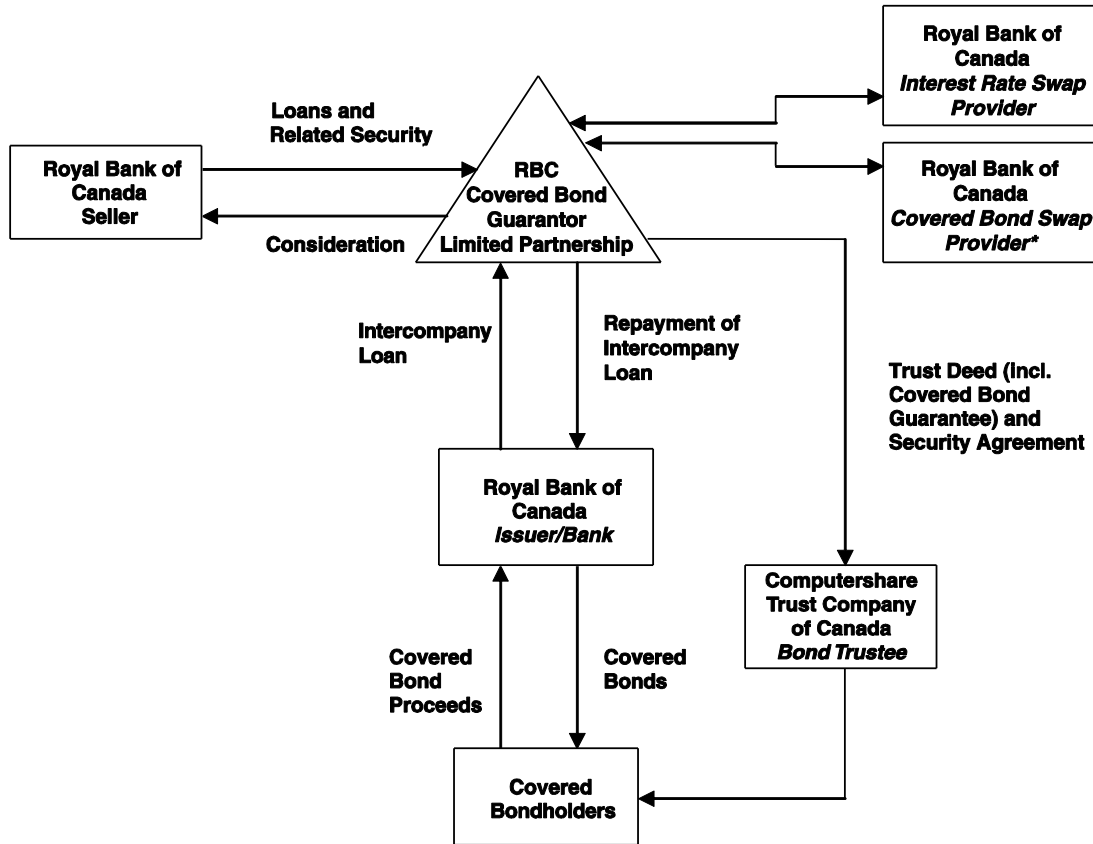 Royal Bank of
Canada
Interest Rate Swap
Provider
Loans and
Related Security
Royal Bank of
Canada
Seller
RBC
Covered Bond
Guarantor
Limited Partnership
Royal Bank of
Canada
Covered Bond Swap
Provider*
Consideration
Intercompany
Loan
Repayment of
Intercompany
Loan
Trust Deed (incl.
Covered Bond
Guarantee) and
Security Agreement
Royal Bank of
Canada
Issuer/Bank
Computershare
Trust Company
of Canada
Bond Trustee
Covered
Bond
Proceeds
Covered
Bonds
Covered
Bondholders